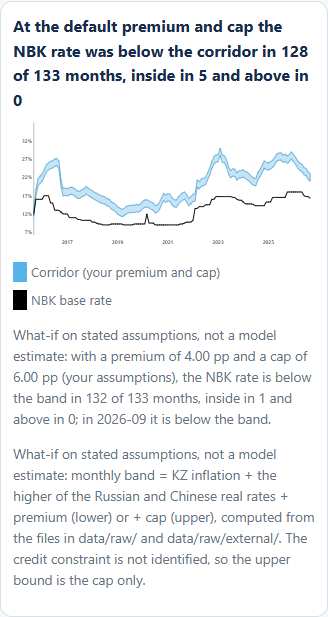 At the default premium and cap the
NBK rate was below the corridor in 128
of 133 months, inside in 5 and above in
0
32%
27%
22%
17%
12%
7%
2017 2019 2021 2023 2025
Corridor (your premium and cap)
NBK base rate
What-if on stated assumptions, not a model
estimate: with a premium of 4.00 pp and a cap of
6.00 pp (your assumptions), the NBK rate is below
the band in 132 of 133 months, inside in 1 and
above in 0; in 2026-09 it is below the band.
What-if on stated assumptions, not a model
estimate: monthly band = KZ inflation + the
higher of the Russian and Chinese real rates +
premium (lower) or + cap (upper), computed from
the files in data/raw/ and data/raw/external/. The
credit constraint is not identified, so the upper
bound is the cap only.